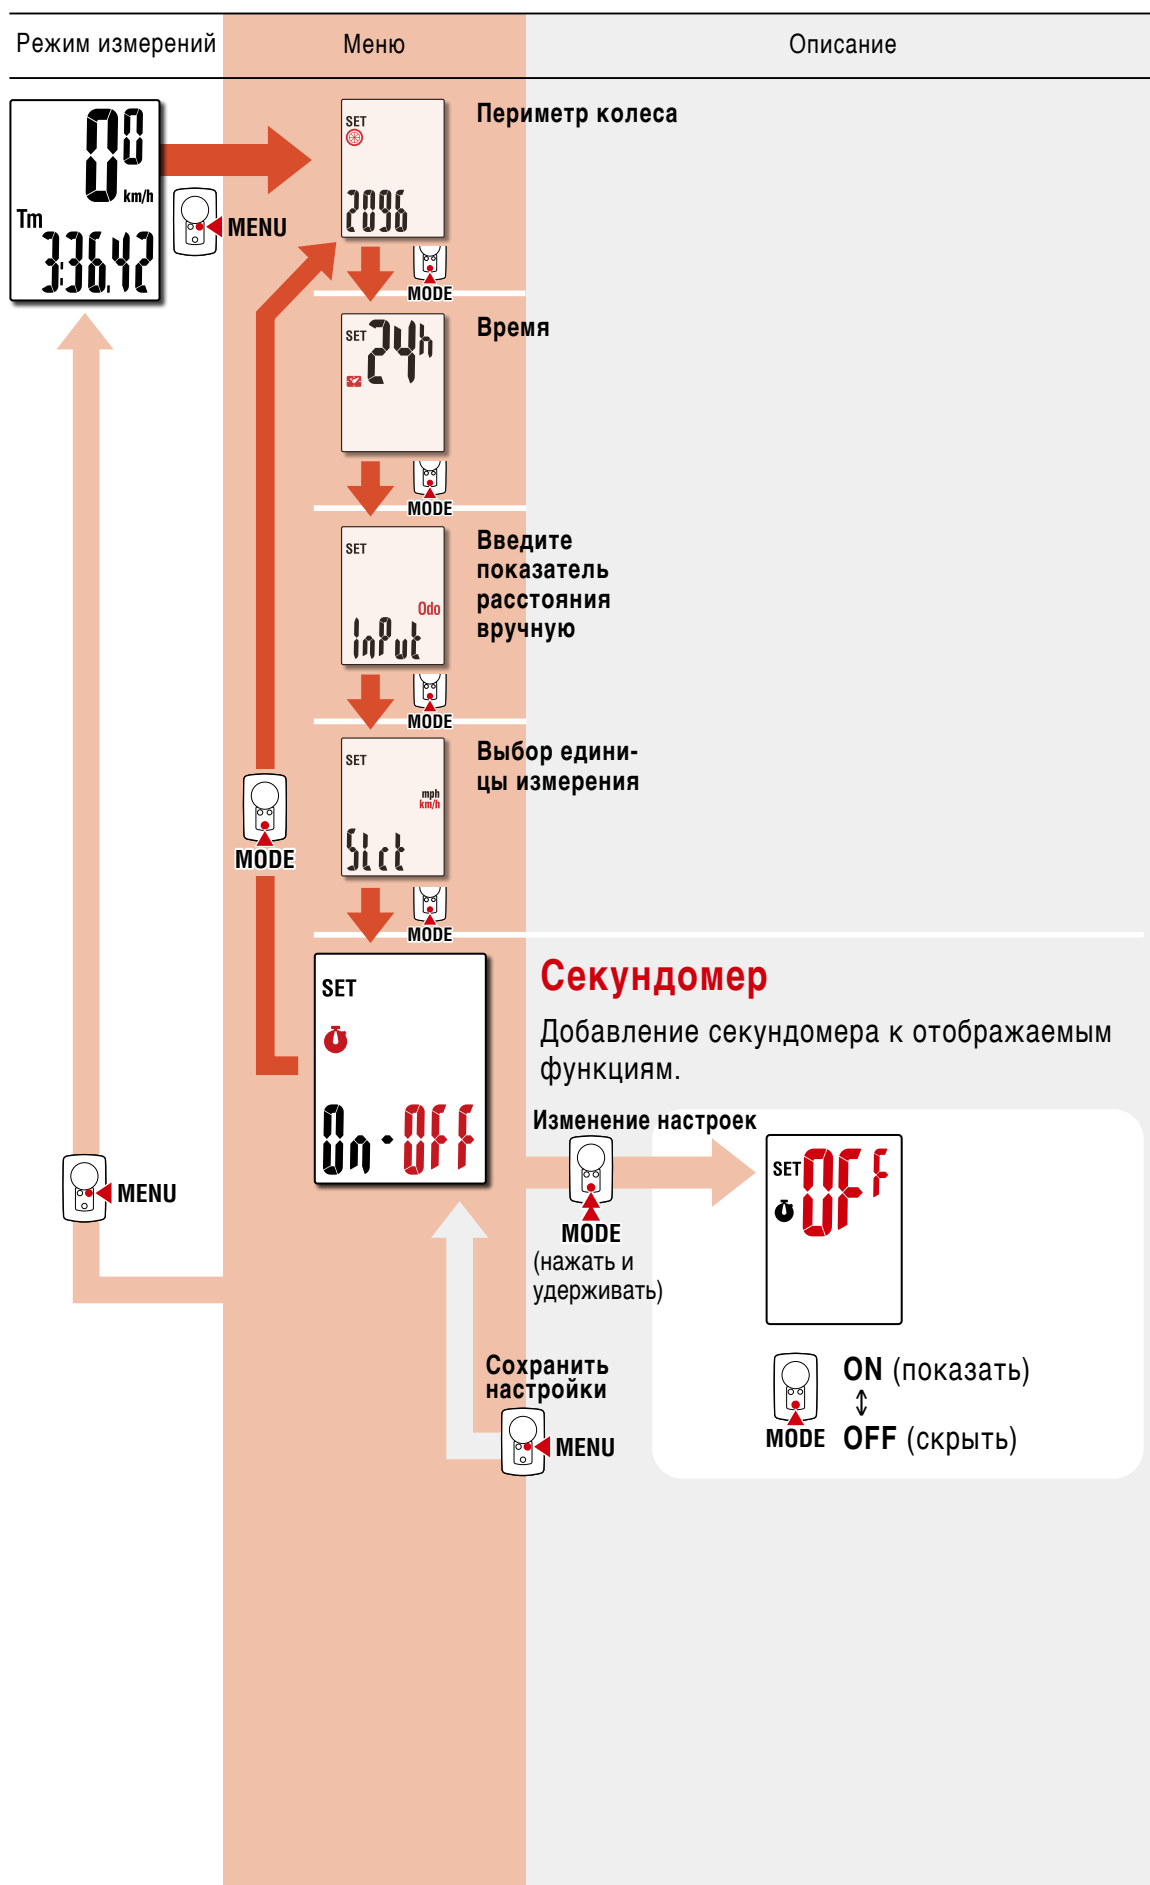 Режим измерений
Меню
Описание
00
km/h
Tm
3:36.42
MENU
SET
2096
Периметр колеса
MODE
SET
24h
Время
MODE
SET
Odo
InPut
Введите
показатель
расстояния
вручную
MODE
SET
mph
km/h
Slct
Выбор едини-
цы измерения
MODE
MODE
SET
On·OFF
Секундомер
Добавление секундомера к отображаемым
функциям.
Изменение настроек
MODE
(нажать и
удерживать)
SET
OFF
MENU
Сохранить
настройки
MENU
MODE
ON (показать)
OFF (скрыть)